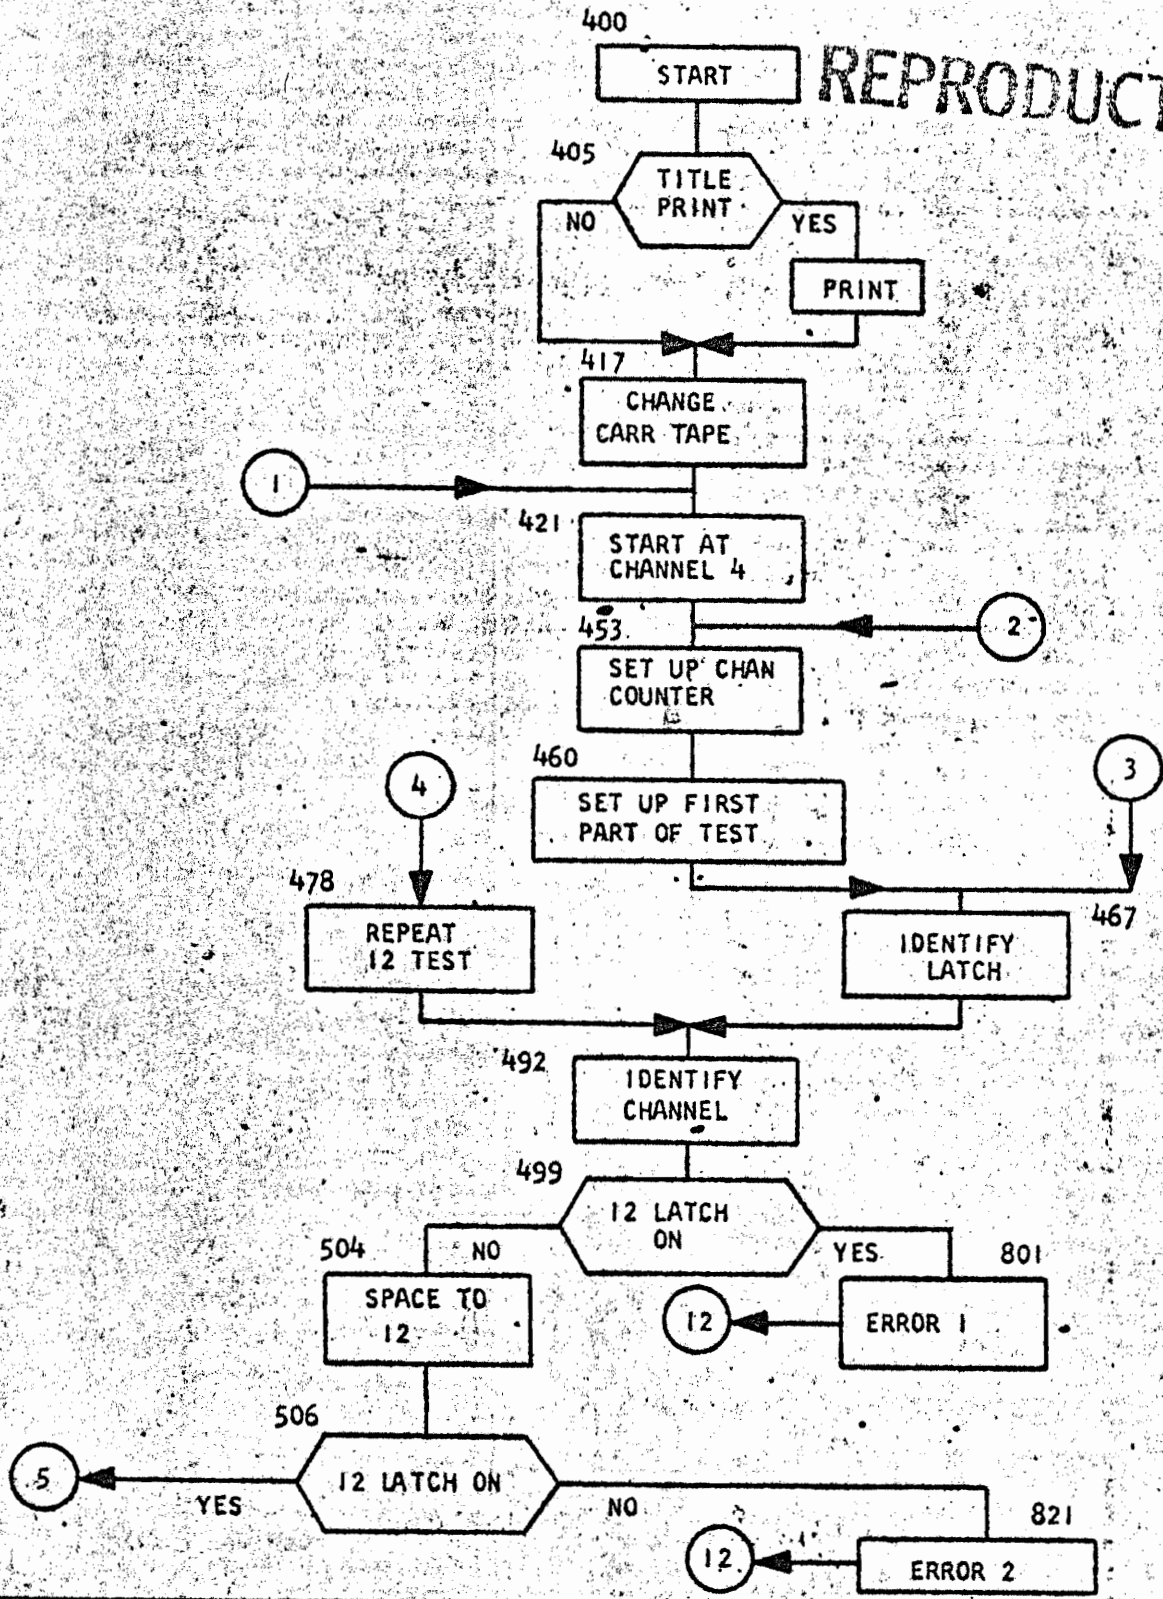 400
START
REPRODUCT
405
TITLE
PRINT
NO
YES
PRINT
417
CHANGE
CARR TAPE
1
421
START AT
CHANNEL 4
453
2
SET UP CHAN
COUNTER
460
4
3
SET UP FIRST
PART OF TEST
478
467
REPEAT
12 TEST
IDENTIFY
LATCH
492
IDENTIFY
CHANNEL
499
12 LATCH
ON
504
NO
YES
801
SPACE TO
12
12
ERROR 1
506
5
12 LATCH ON
YES
NO
821
12
ERROR 2